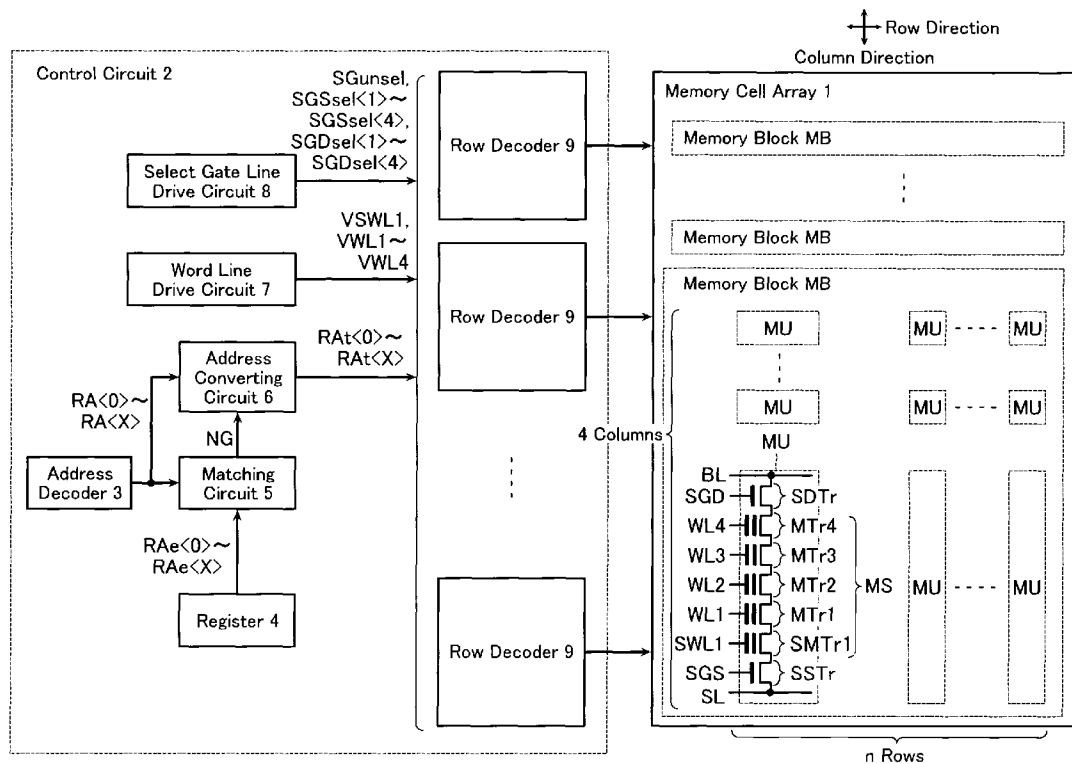 Row Direction
Column Direction
Control Circuit 2
SGunsel,
SGSsel<1>~
SGSsel<4>,
SGDsel<1>~
SGDsel<4>
Select Gate Line
Drive Circuit 8
VSWL1,
VWL1~
VWL4
Word Line
Drive Circuit 7
RAt<0>~
RAt<X>
Address
Converting
Circuit 6
RA<0>~
RA<X>
NG
Address
Decoder 3
Matching
Circuit 5
RAe<0>~
RAe<X>
Register 4
Row Decoder 9
Row Decoder 9
Row Decoder 9
Memory Cell Array 1
Memory Block MB
Memory Block MB
Memory Block MB
MU
MU
MU
MU
MU
MU
4 Columns
MU
BL
SGD
SDTr
WL4
MTr4
WL3
MTr3
WL2
MTr2
MS
MU
MU
WL1
MTr1
SWL1
SMTr1
SGS
SSTr
SL
n Rows